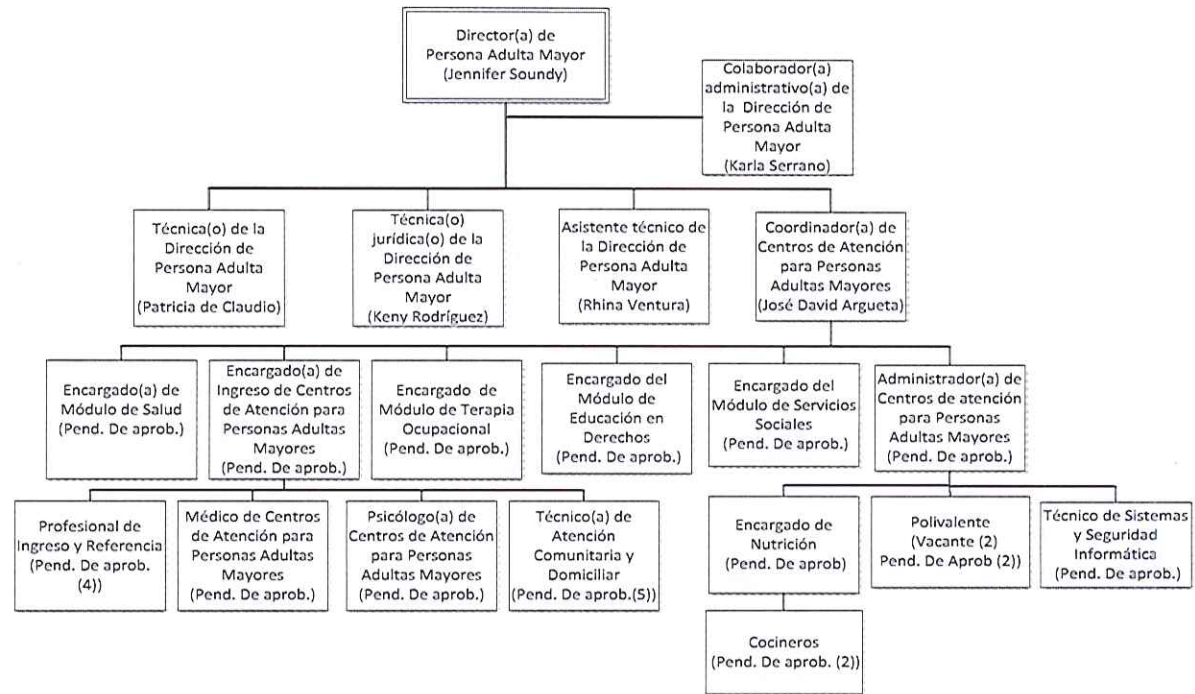 Director(a) de
Persona Adulta Mayor
(Jennifer Soundy)
Colaborador(a)
administrativo(a) de
la Dirección de
Persona Adulta
Mayor
(Karla Serrano)
Técnica(o) de la
Dirección de
Persona Adulta
Mayor
(Patricia de Claudio)
Técnica(o)
jurídica(o) de la
Dirección de
Persona Adulta
Mayor
(Keny Rodríguez)
Asistente técnico de
la Dirección de
Persona Adulta
Mayor
(Rhina Ventura)
Coordinador(a) de
Centros de Atención
para Personas
Adultas Mayores
(José David Argueta)
Encargado(a) de
Módulo de Salud
(Pend. De aprob.)
Encargado(a) de
Ingreso de Centros
de Atención para
Personas Adultas
Mayores
(Pend. De aprob.)
Encargado de
Módulo de Terapia
Ocupacional
(Pend. De aprob.)
Encargado del
Módulo de
Educación en
Derechos
(Pend. De aprob.)
Encargado del
Módulo de Servicios
Sociales
(Pend. De aprob.)
Administrador(a) de
Centros de atención
para Personas
Adultas Mayores
(Pend. De aprob.)
Profesional de
Ingreso y Referencia
(Pend. De aprob.
(4))
Médico de Centros
de Atención para
Personas Adultas
Mayores
(Pend. De aprob.)
Psicólogo(a) de
Centros de Atención
para Personas
Adultas Mayores
(Pend. De aprob.)
Técnico(a) de
Atención
Comunitaria y
Domiciliar
(Pend. De aprob.(5))
Encargado de
Nutrición
(Pend. De aprob)
Polivalente
(Vacante (2)
Pend. De Aprob (2))
Técnico de Sistemas
y Seguridad
Informática
(Pend. De aprob.)
Cocineros
(Pend. De aprob. (2))